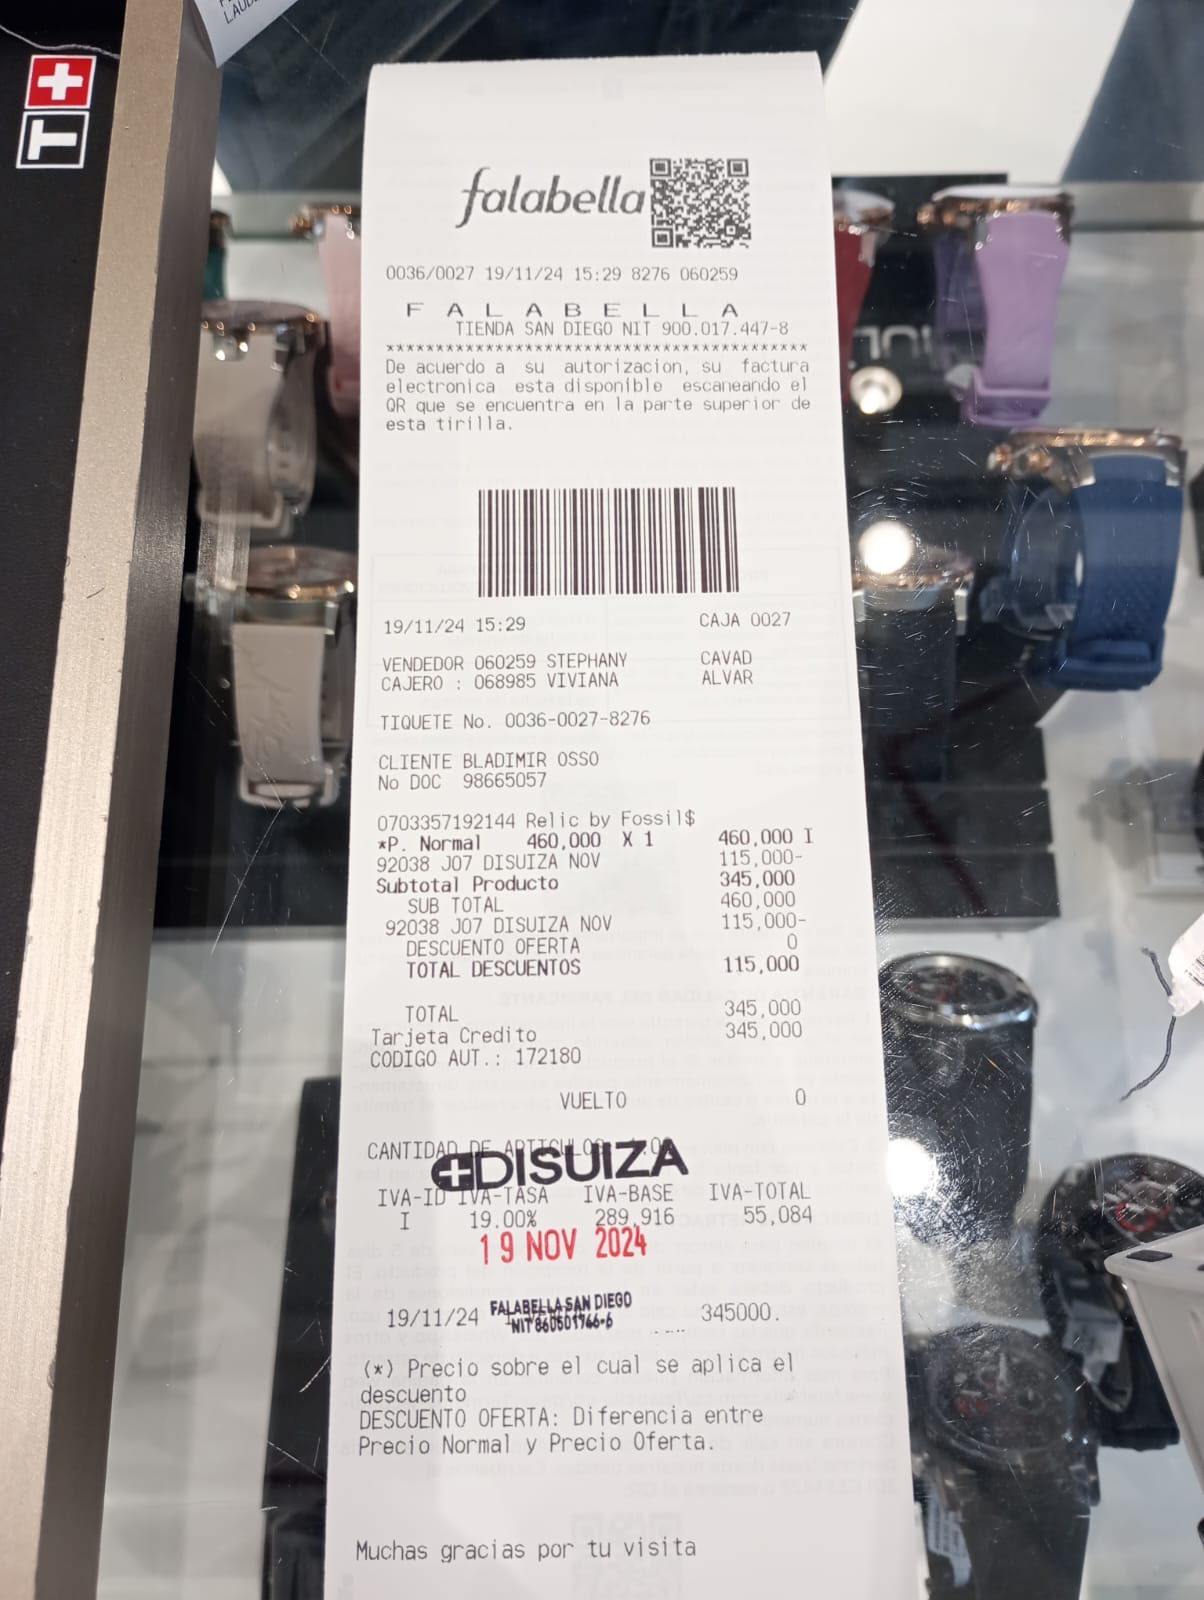 T
falabella
0036/0027 19/11/24 15:29 8276 060259
F A L A B E L L A
TIENDA SAN DIEGO NIT 900.017.447-8
******************************************
De acuerdo a su autorizacion, su factura
electronica esta disponible escaneando el
QR que se encuentra en la parte superior de
esta tirilla.
19/11/24 15:29 CAJA 0027
VENDEDOR 060259 STEPHANY CAVAD
CAJERO : 068985 VIVIANA ALVAR
TIQUETE No. 0036-0027-8276
CLIENTE BLADIMIR OSSO
No DOC 98665057
0703357192144 Relic by Fossil$
*P. Normal 460,000 X 1 460,000 I
92038 J07 DISUIZA NOV 115,000-
Subtotal Producto 345,000
SUB TOTAL 460,000
92038 J07 DISUIZA NOV 115,000-
DESCUENTO OFERTA 0
TOTAL DESCUENTOS 115,000
TOTAL 345,000
Tarjeta Credito 345,000
CODIGO AUT.: 172180
VUELTO 0
CANTIDAD DE ARTICULOS
DISUIZA
IVA-ID IVA-TASA IVA-BASE IVA-TOTAL
I 19.00% 289,916 55,084
19 NOV 2024
19/11/24 FALABELLA SAN DIEGO 345000.
NIT 860501766-6
(*) Precio sobre el cual se aplica el
descuento
DESCUENTO OFERTA: Diferencia entre
Precio Normal y Precio Oferta.
Muchas gracias por tu visita